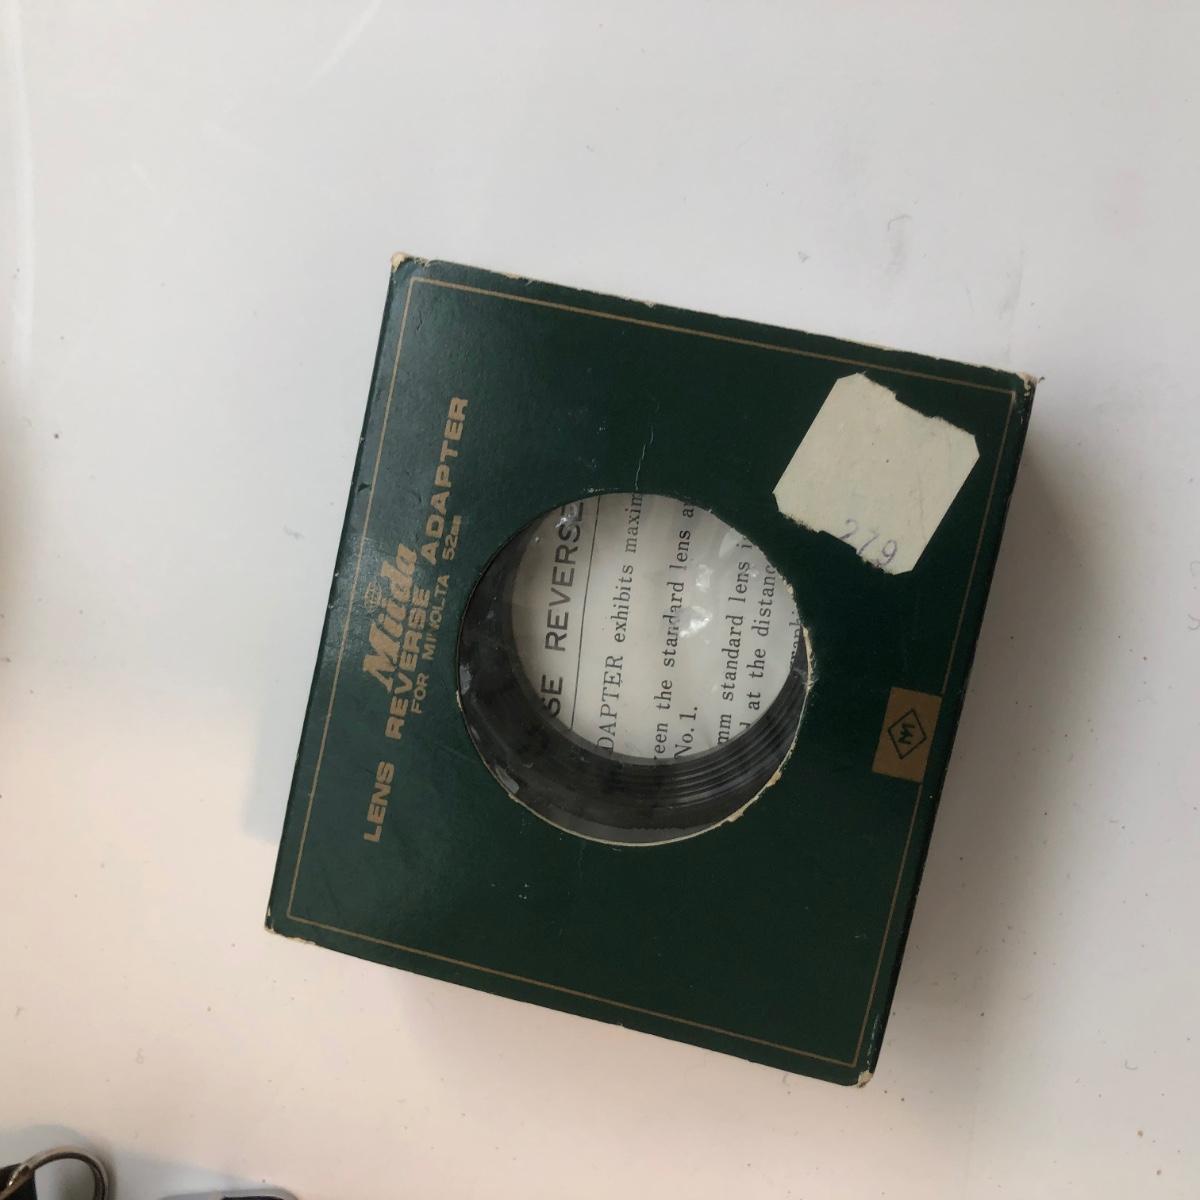 Miida
LENS REVERSE ADAPTER
FOR MINOLTA 52mm
SE REVERSE
DAPTER exhibits maxim
een the standard lens a
No. 1.
mm standard lens i
at the distanc
279
M